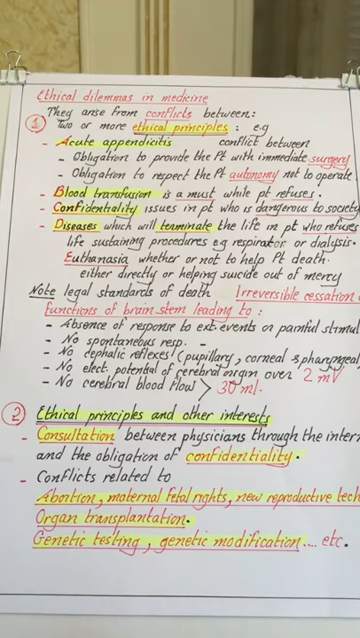 Ethical dilemmas in medicine
They arise from conflicts between:
① Two or more ethical principles : e.g
- Acute appendicitis conflict between
- Obligation to provide the Pt with immediate surgery
- Obligation to respect the Pt autonomy not to operate.
- Blood transfusion is a must while pt refuses.
- Confidentiality issues in pt who is dangerous to society
- Diseases which will terminate the life in pt who refuses
life sustaining procedures e.g respirator or dialysis.
Euthanasia whether or not to help Pt death.
either directly or helping suicide out of mercy
Note legal standards of death Irreversible cessation o
functions of brain stem leading to :
- Absence of response to ext. events or painful stimul
- No spontaneous resp. -
- No cephalic reflexes (pupillary, corneal & pharyngeal
- No elect. potential of cerebral origin over 2 mV
- No cerebral blood flow > 30 ml.
② Ethical principles and other interests
- Consultation between physicians through the inter
and the obligation of confidentiality.
- Conflicts related to
Abortion, maternal fetal rights, new reproductive tech
Organ transplantation.
Genetic testing, genetic modification.... etc.